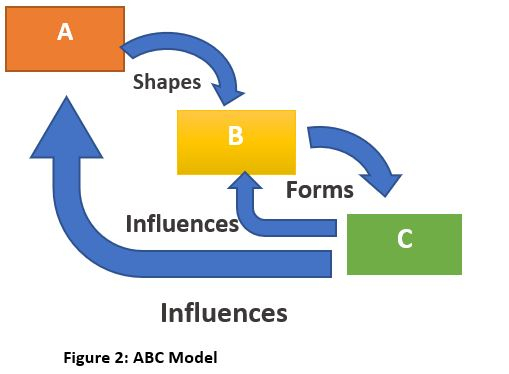 A
Shapes
B
Forms
Influences
C
Influences
Figure 2: ABC Model